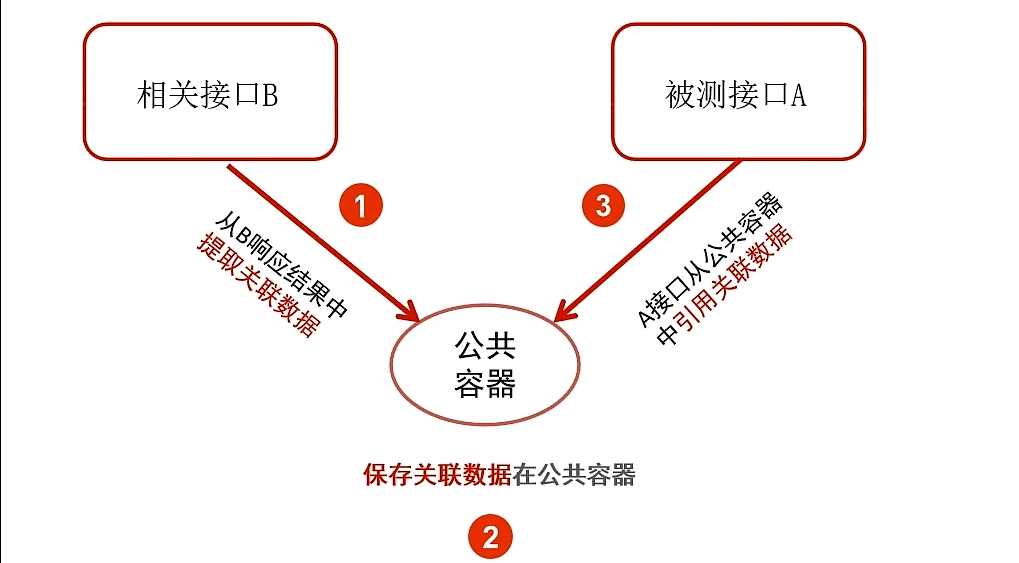 相关接口B
被测接口A
1
3
从B响应结果中
提取关联数据
A接口从公共容器
中引用关联数据
公共
容器
保存关联数据在公共容器
2